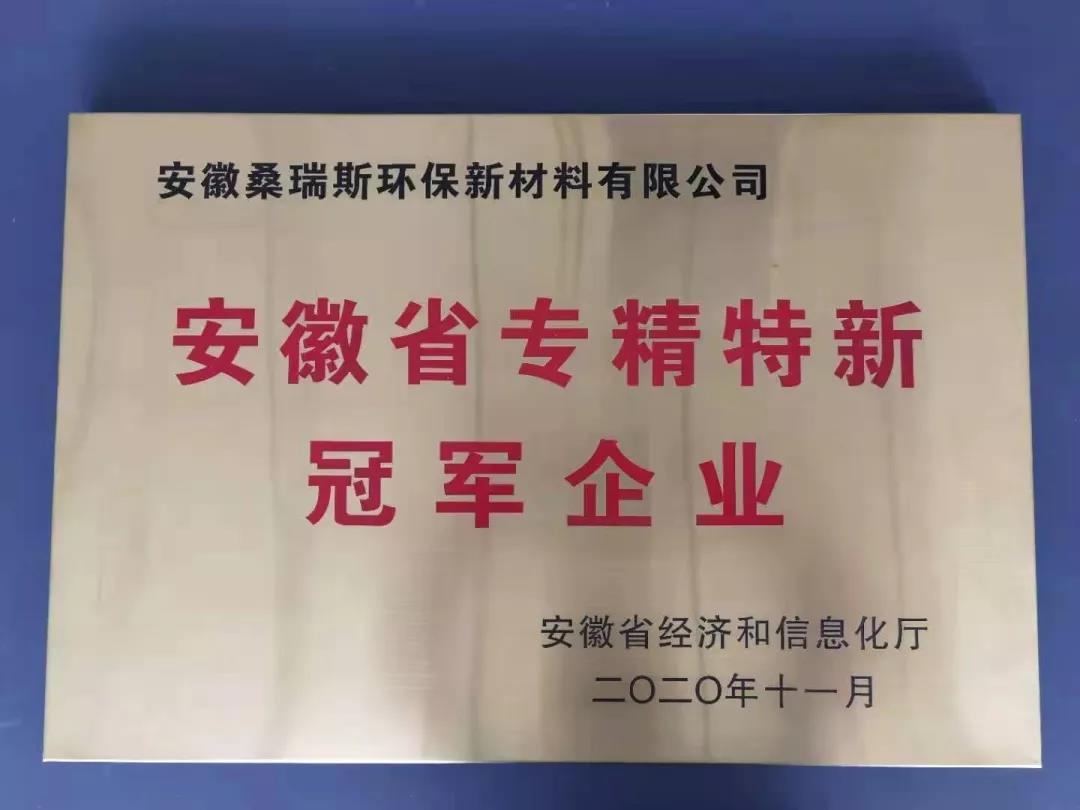 安徽桑瑞斯环保新材料有限公司
安徽省专精特新
冠军企业
安徽省经济和信息化厅
二〇二〇年十一月